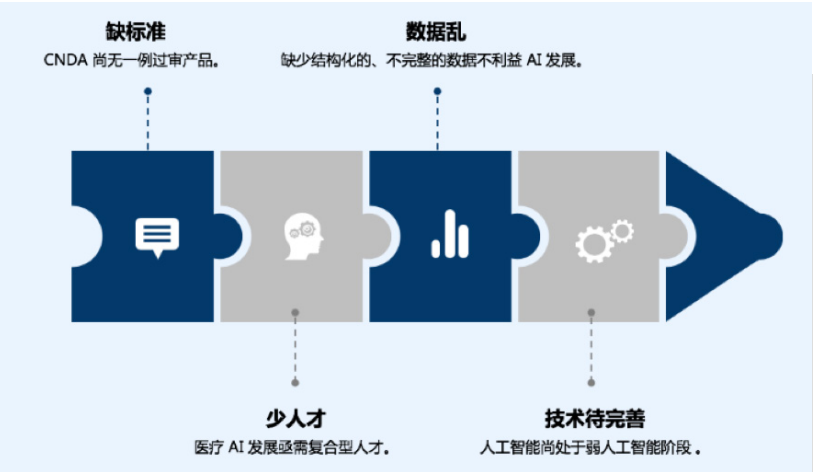 缺标准
CNDA 尚无一例过审产品。
数据乱
缺少结构化的、不完整的数据不利益 AI 发展。
少人才
医疗 AI 发展亟需复合型人才。
技术待完善
人工智能尚处于弱人工智能阶段 。